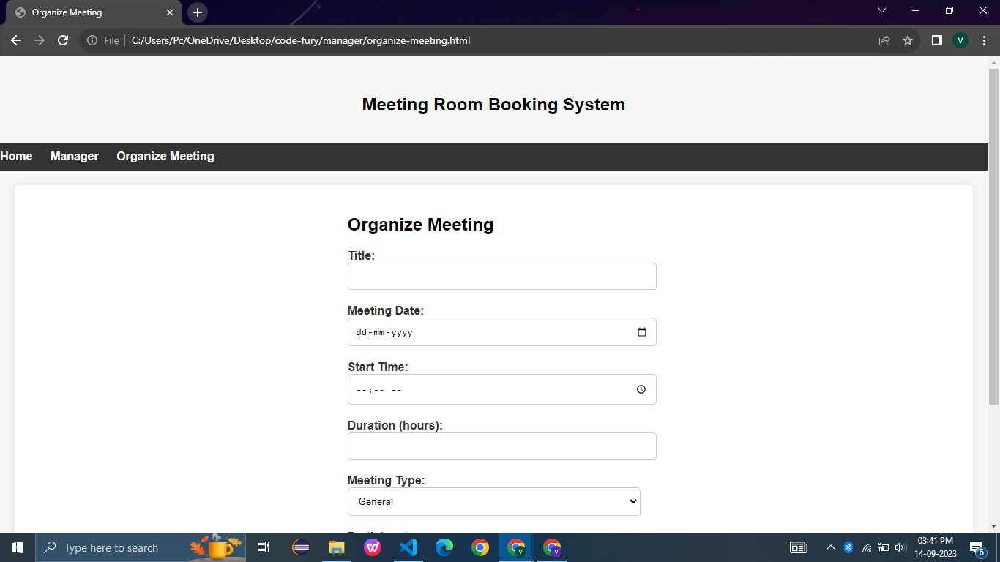 Organize Meeting
File
C:/Users/Pc/OneDrive/Desktop/code-fury/manager/organize-meeting.html
V
Meeting Room Booking System
Home Manager Organize Meeting
Organize Meeting
Title:
Meeting Date:
dd-mm-yyyy
Start Time:
--:-- --
Duration (hours):
Meeting Type:
General
Type here to search
W
V
V
03:41 PM
14-09-2023
6